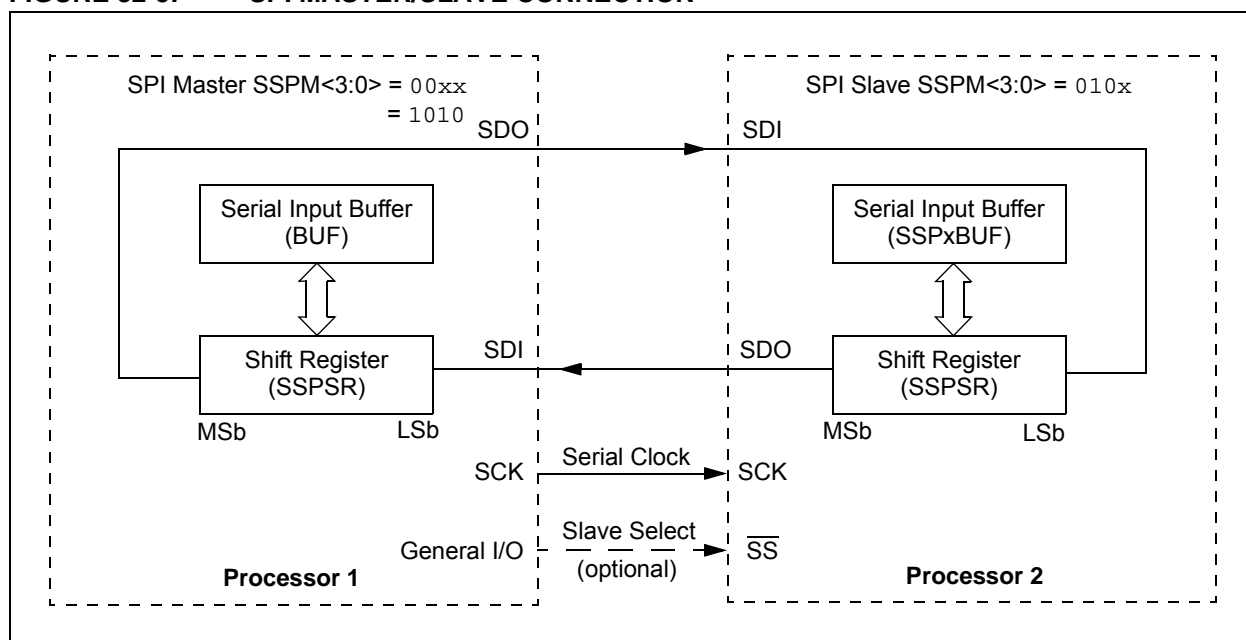 SPI Master SSPM<3:0> = 00xx
= 1010
SPI Slave SSPM<3:0> = 010x
SDO
SDI
Serial Input Buffer
(BUF)
Serial Input Buffer
(SSPxBUF)
Shift Register
(SSPSR)
SDI
SDO
Shift Register
(SSPSR)
MSb
LSb
MSb
LSb
SCK
Serial Clock
SCK
General I/O
Slave Select
(optional)
SS
Processor 1
Processor 2